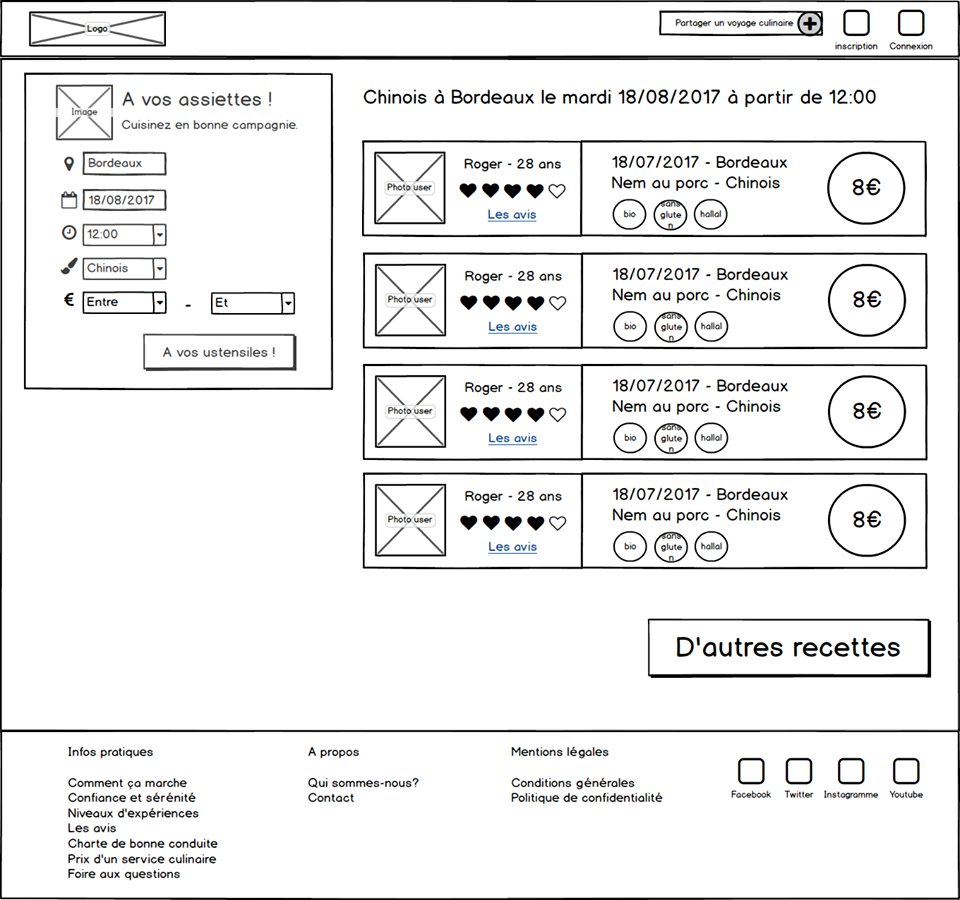 Logo
Partager un voyage culinaire
inscription
Connexion
Image
A vos assiettes !
Cuisinez en bonne campagnie.
Bordeaux
18/08/2017
12:00
Chinois
€
Entre
-
Et
A vos ustensiles !
Chinois à Bordeaux le mardi 18/08/2017 à partir de 12:00
Photo user
Roger - 28 ans
Les avis
18/07/2017 - Bordeaux
Nem au porc - Chinois
bio
sans
glute
n
hallal
8€
Photo user
Roger - 28 ans
Les avis
18/07/2017 - Bordeaux
Nem au porc - Chinois
bio
sans
glute
n
hallal
8€
Photo user
Roger - 28 ans
Les avis
18/07/2017 - Bordeaux
Nem au porc - Chinois
bio
sans
glute
n
hallal
8€
Photo user
Roger - 28 ans
Les avis
18/07/2017 - Bordeaux
Nem au porc - Chinois
bio
sans
glute
n
hallal
8€
D'autres recettes
Infos pratiques
Comment ça marche
Confiance et sérénité
Niveaux d'expériences
Les avis
Charte de bonne conduite
Prix d'un service culinaire
Foire aux questions
A propos
Qui sommes-nous?
Contact
Mentions légales
Conditions générales
Politique de confidentialité
Facebook
Twitter
Instagramme
Youtube